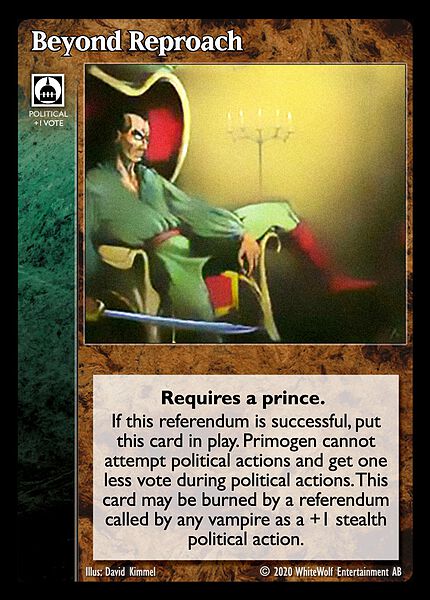 Beyond Reproach
POLITICAL
+1 VOTE
Requires a prince.
If this referendum is successful, put
this card in play. Primogen cannot
attempt political actions and get one
less vote during political actions. This
card may be burned by a referendum
called by any vampire as a +1 stealth
political action.
Illus: David Kimmel
© 2020 WhiteWolf Entertainment AB